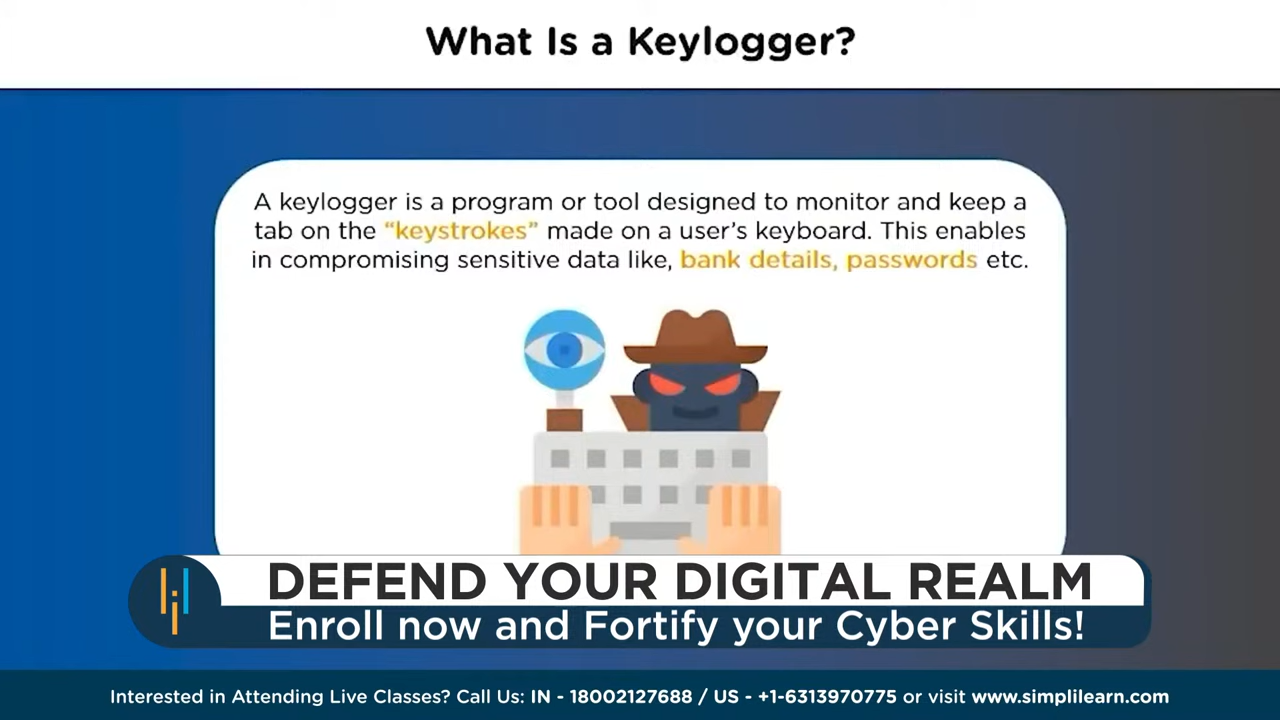 What Is a Keylogger?
A keylogger is a program or tool designed to monitor and keep a
tab on the “keystrokes” made on a user’s keyboard. This enables
in compromising sensitive data like, bank details, passwords etc.
DEFEND YOUR DIGITAL REALM
Enroll now and Fortify your Cyber Skills!
Interested in Attending Live Classes? Call Us: IN - 18002127688 / US - +1-6313970775 or visit www.simplilearn.com